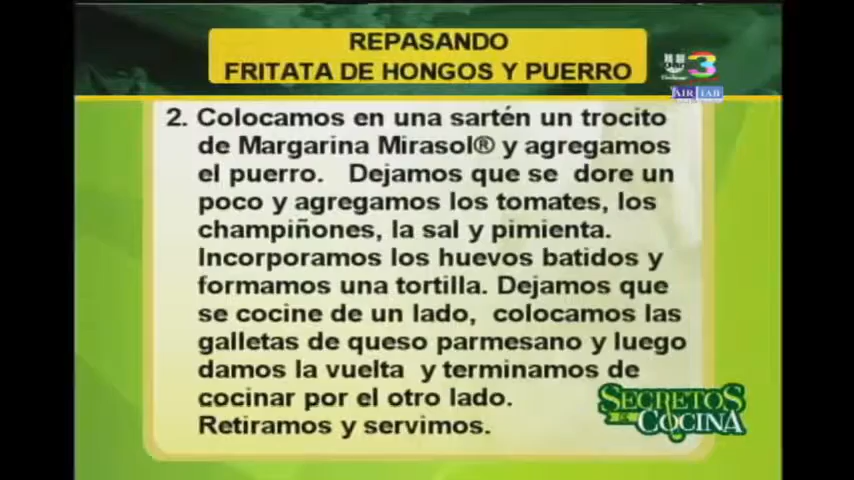 REPASANDO
FRITATA DE HONGOS Y PUERRO
3
AIR TAB
2. Colocamos en una sartén un trocito
de Margarina Mirasol® y agregamos
el puerro. Dejamos que se dore un
poco y agregamos los tomates, los
champiñones, la sal y pimienta.
Incorporamos los huevos batidos y
formamos una tortilla. Dejamos que
se cocine de un lado, colocamos las
galletas de queso parmesano y luego
damos la vuelta y terminamos de
cocinar por el otro lado.
Retiramos y servimos.
SECRETOS
DE COCINA